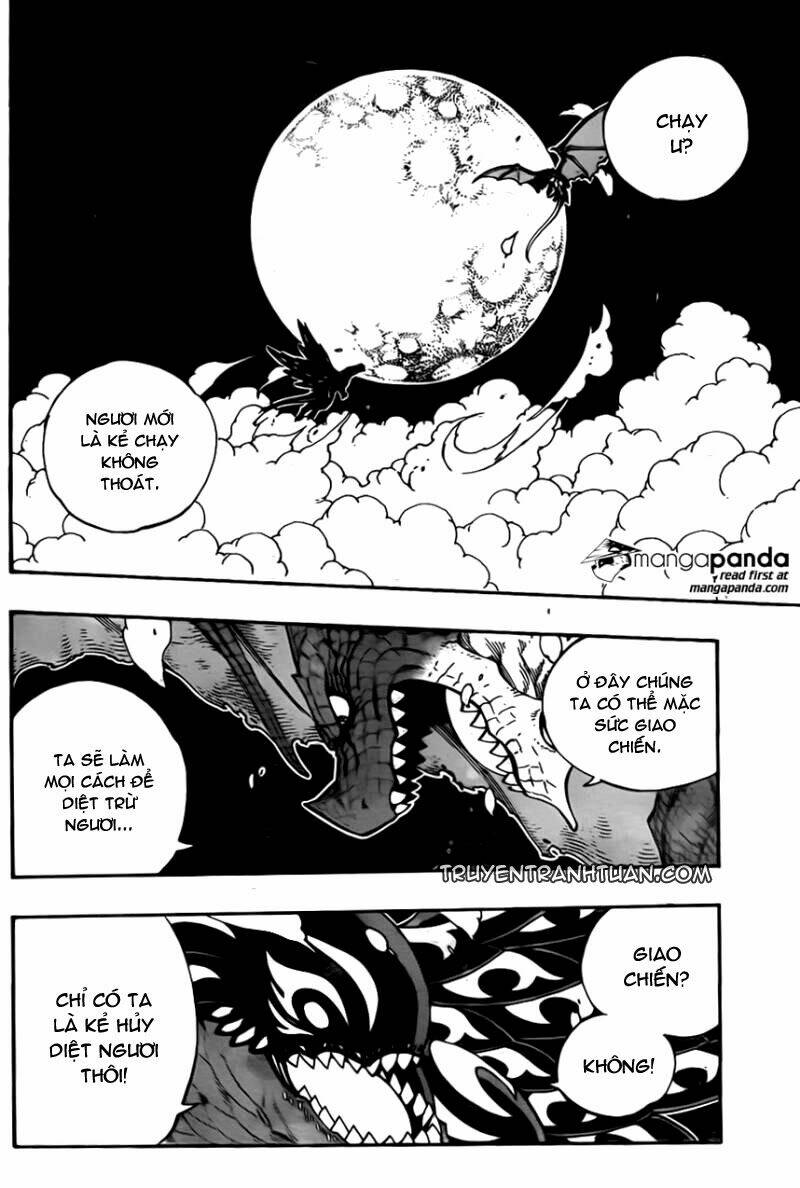 CHẠY
Ư?
NGƯƠI MỚI
LÀ KẺ CHẠY
KHÔNG
THOÁT.
mangapanda
read first at
mangapanda.com
Ở ĐÂY CHÚNG
TA CÓ THỂ MẶC
SỨC GIAO
CHIẾN.
TA SẼ LÀM
MỌI CÁCH ĐỂ
DIỆT TRỪ
NGƯƠI...
TRUYENTRANHTUAN.COM
GIAO
CHIẾN?
KHÔNG!
CHỈ CÓ TA
LÀ KẺ HỦY
DIỆT NGƯƠI
THÔI!